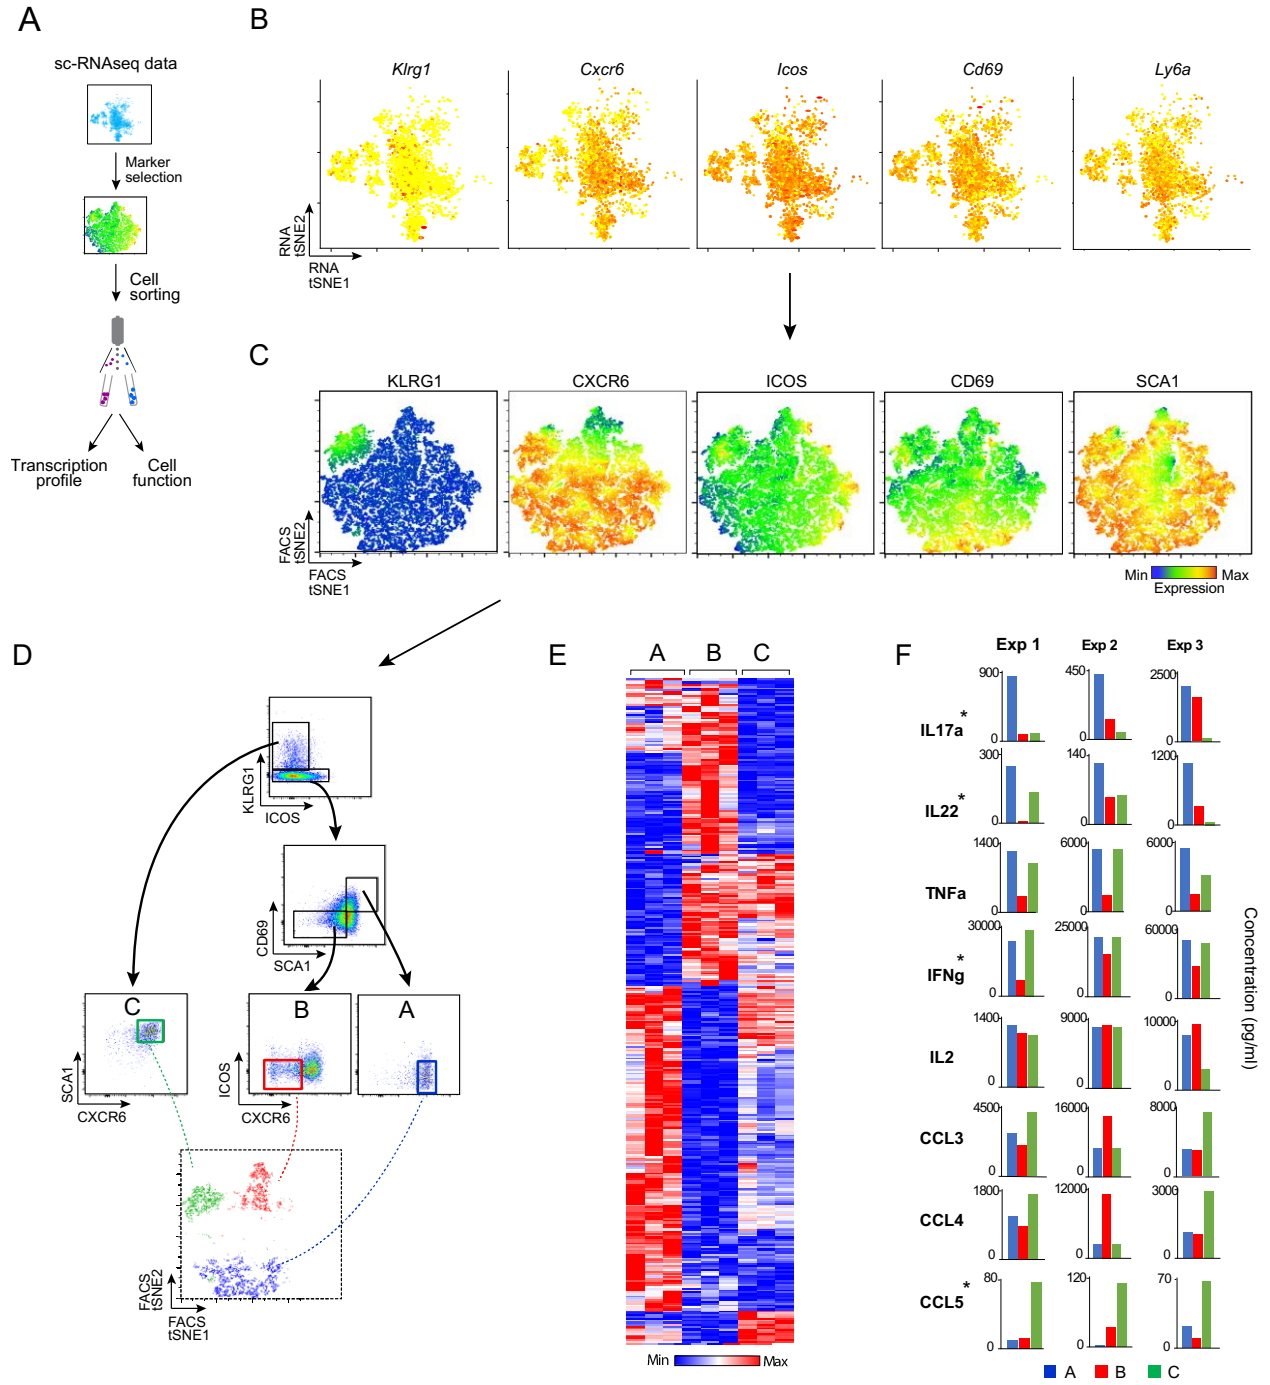 A
sc-RNAseq data
Marker
selection
Cell
sorting
Transcription
profile
Cell
function
B
Klrg1
Cxcr6
Icos
Cd69
Ly6a
RNA
tSNE2
RNA
tSNE1
C
KLRG1
CXCR6
ICOS
CD69
SCA1
FACS
tSNE2
FACS
tSNE1
Min
Max
Expression
D
KLRG1
ICOS
CD69
SCA1
C
B
A
SCA1
CXCR6
ICOS
CXCR6
FACS
tSNE2
FACS
tSNE1
E
A
B
C
Min
Max
F
Exp 1
Exp 2
Exp 3
IL17a*
900
0
450
0
2500
0
IL22*
300
0
140
0
1200
0
TNFa
1400
0
6000
0
6000
0
IFNg*
30000
0
25000
0
60000
0
IL2
1400
0
9000
0
10000
0
CCL3
4500
0
16000
0
8000
0
CCL4
1800
0
12000
0
3000
0
CCL5*
80
0
120
0
70
0
Concentration (pg/ml)
A
B
C